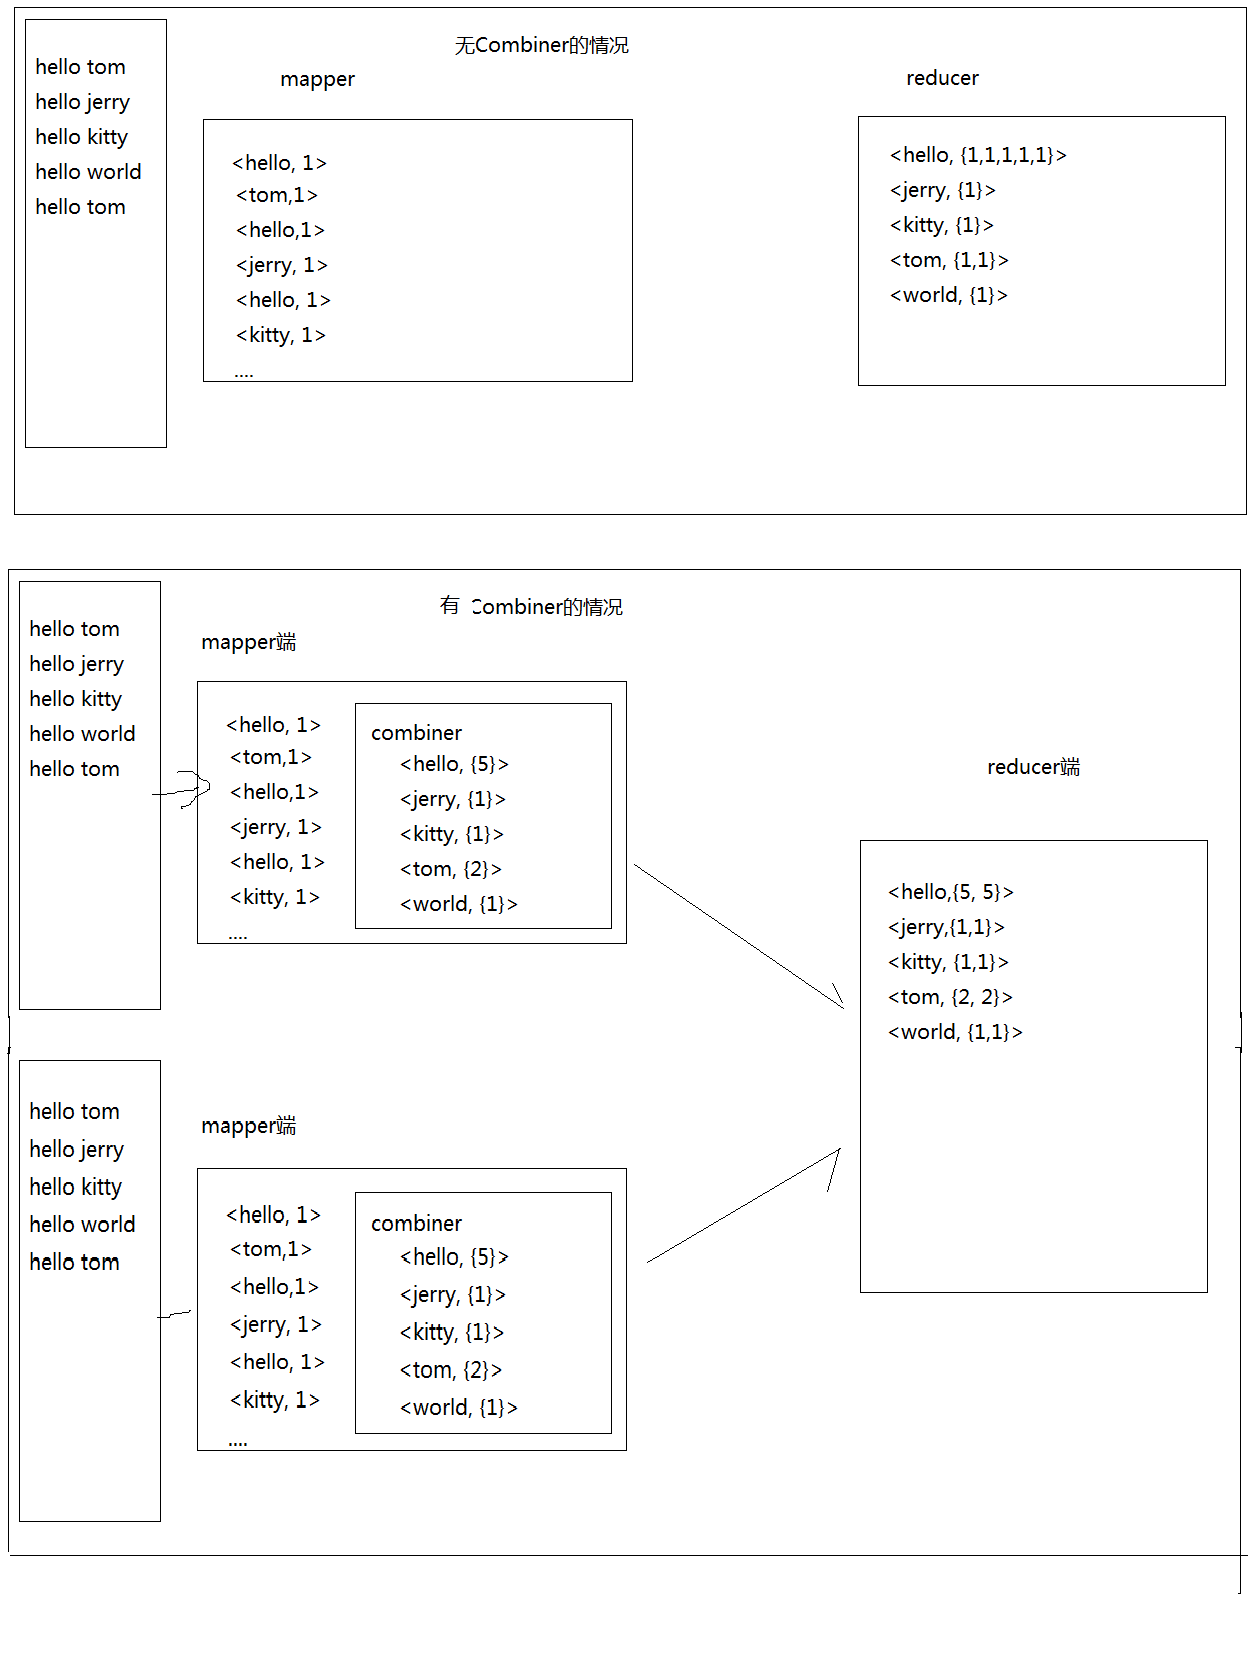 无Combiner的情况
hello tom
hello jerry
hello kitty
hello world
hello tom
mapper
<hello, 1>
<tom,1>
<hello,1>
<jerry, 1>
<hello, 1>
<kitty, 1>
....
reducer
<hello, {1,1,1,1,1}>
<jerry, {1}>
<kitty, {1}>
<tom, {1,1}>
<world, {1}>
有 Combiner的情况
hello tom
hello jerry
hello kitty
hello world
hello tom
mapper端
<hello, 1>
<tom,1>
<hello,1>
<jerry, 1>
<hello, 1>
<kitty, 1>
....
combiner
<hello, {5}>
<jerry, {1}>
<kitty, {1}>
<tom, {2}>
<world, {1}>
hello tom
hello jerry
hello kitty
hello world
hello tom
mapper端
<hello, 1>
<tom,1>
<hello,1>
<jerry, 1>
<hello, 1>
<kitty, 1>
....
combiner
<hello, {5}>
<jerry, {1}>
<kitty, {1}>
<tom, {2}>
<world, {1}>
reducer端
<hello,{5, 5}>
<jerry,{1,1}>
<kitty, {1,1}>
<tom, {2, 2}>
<world, {1,1}>